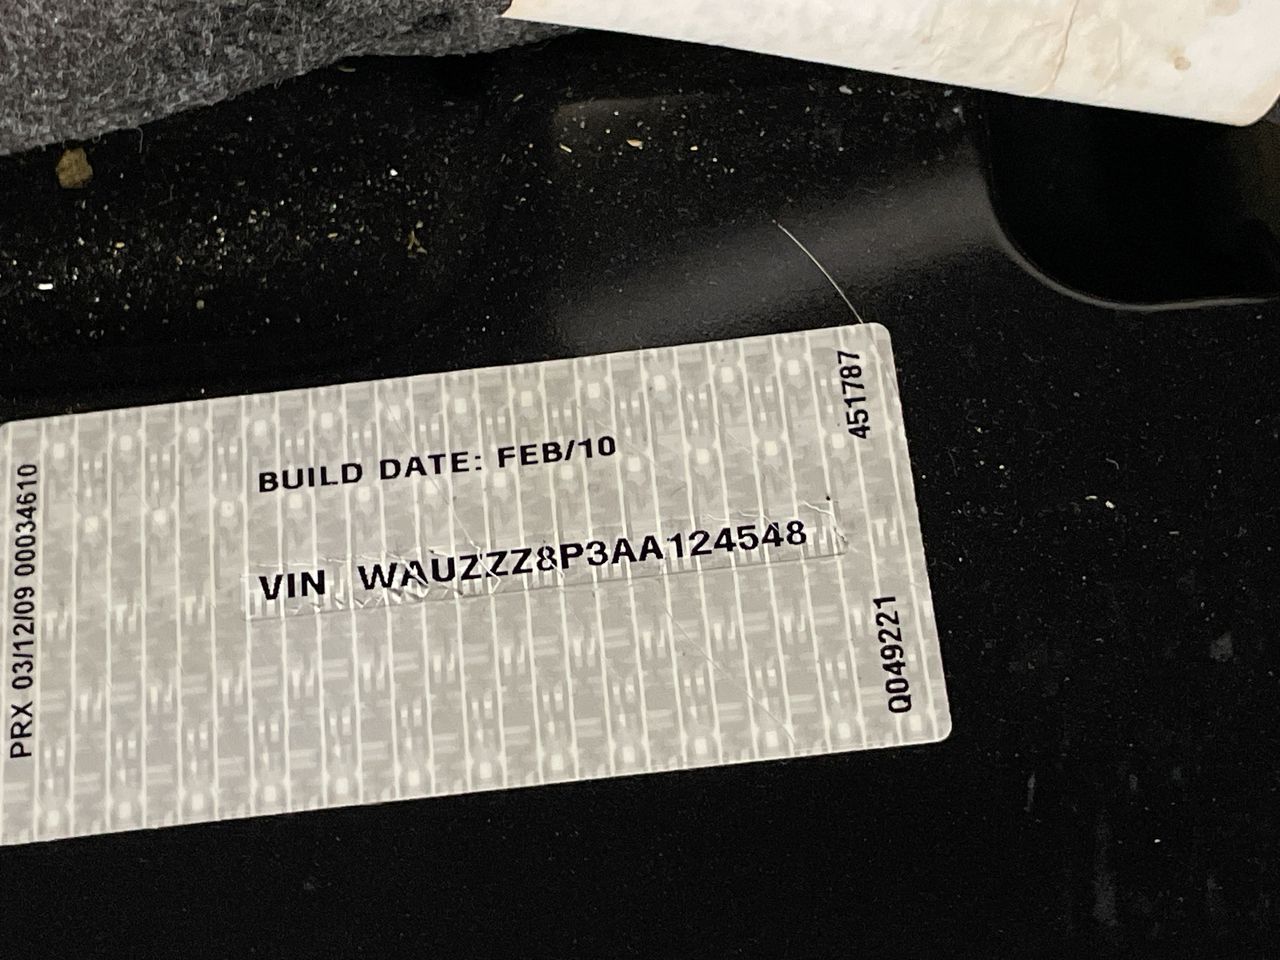 PRX 03/12/09 00034610
BUILD DATE: FEB/10
VIN WAUZZZ8P3AA124548
451787
Q049221